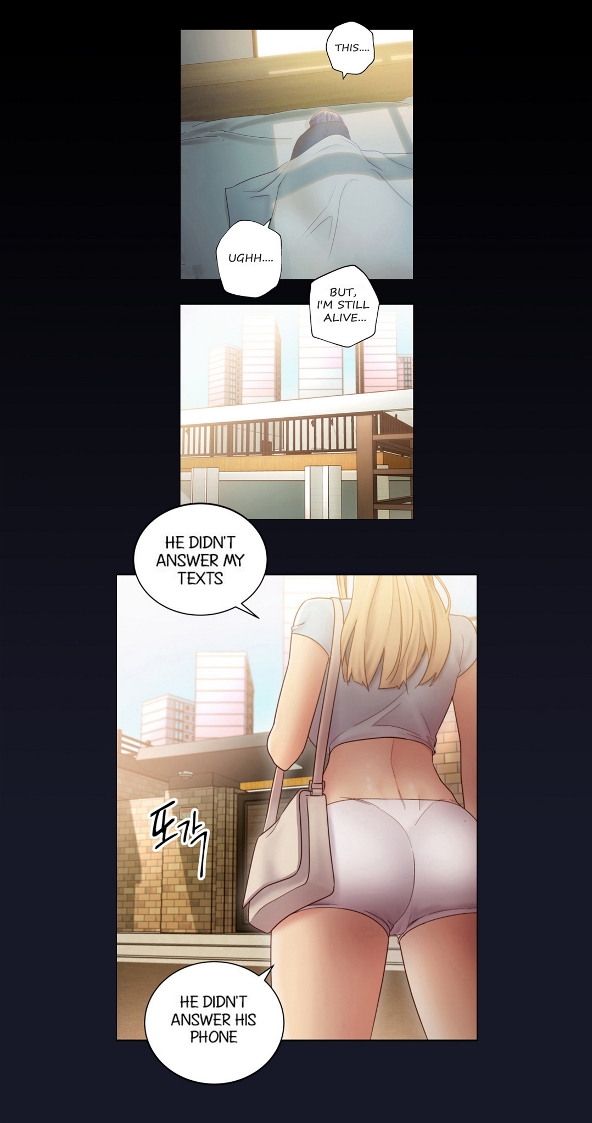 THIS....
UGHH....
BUT,
I'M STILL
ALIVE...
HE DIDN'T
ANSWER MY
TEXTS
또각
HE DIDN'T
ANSWER HIS
PHONE